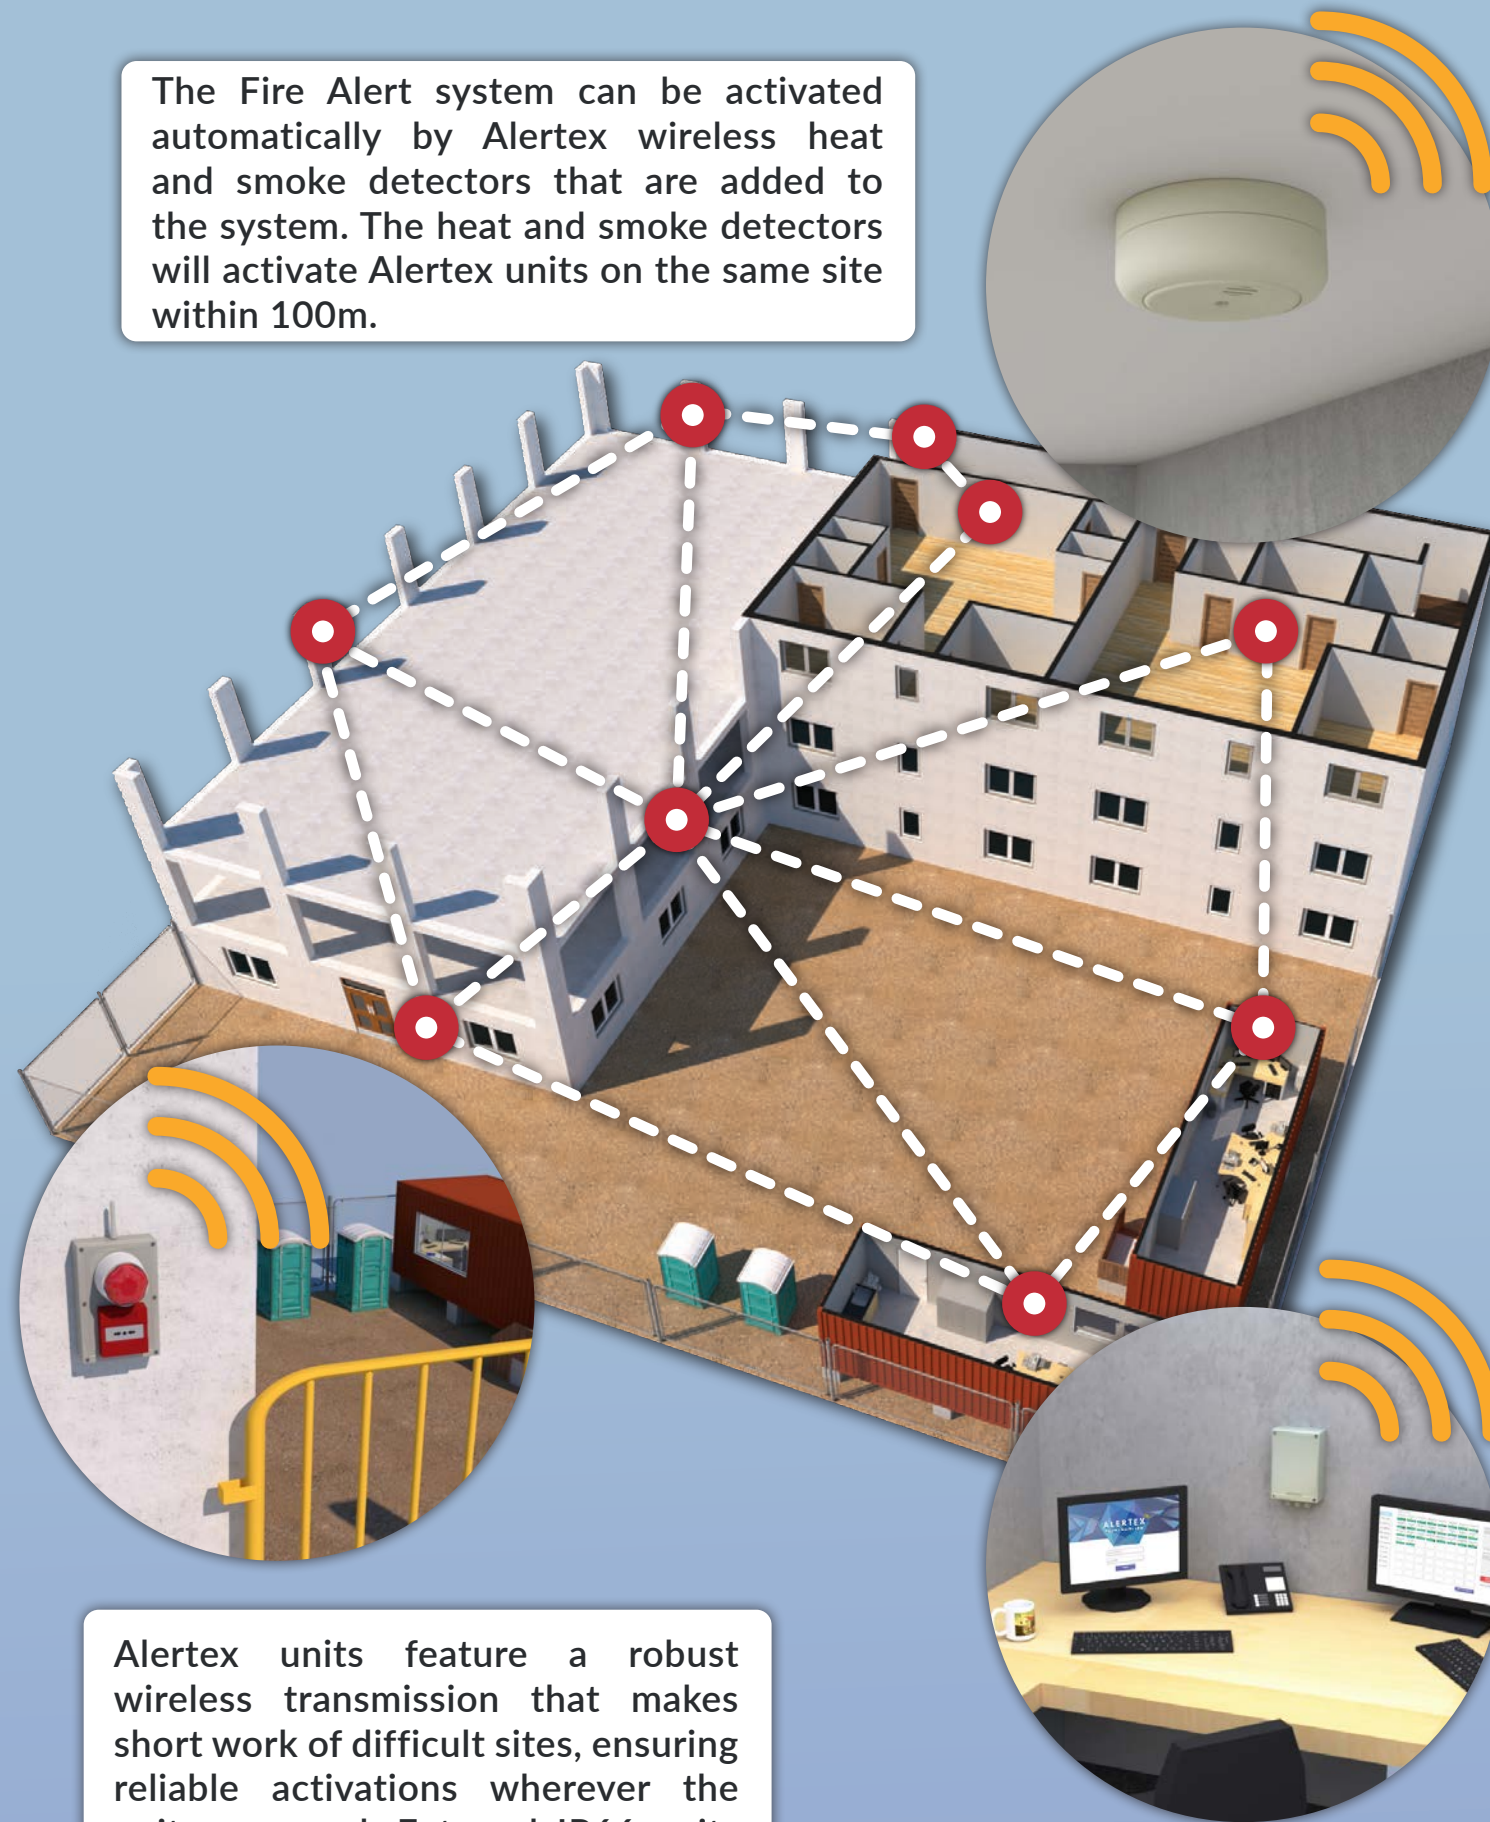 The Fire Alert system can be activated
automatically by Alertex wireless heat
and smoke detectors that are added to
the system. The heat and smoke detectors
will activate Alertex units on the same site
within 100m.
ALERTEX
Alertex units feature a robust
wireless transmission that makes
short work of difficult sites, ensuring
reliable activations wherever the